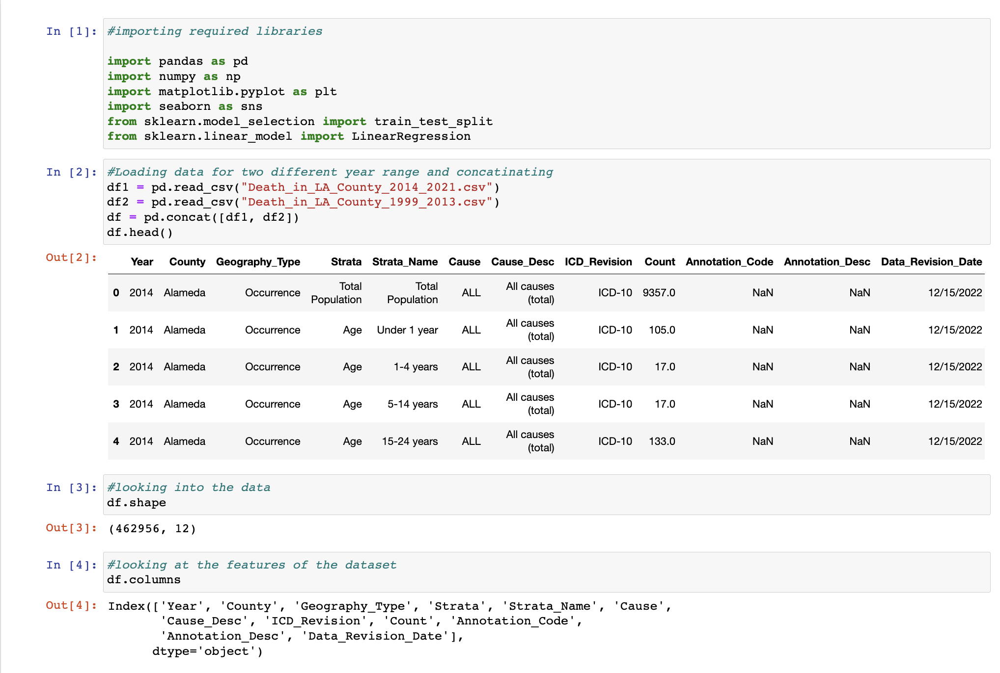 In [1]: #importing required libraries
import pandas as pd
import numpy as np
import matplotlib.pyplot as plt
import seaborn as sns
from sklearn.model_selection import train_test_split
from sklearn.linear_model import LinearRegression
In [2]: #Loading data for two different year range and concatinating
df1 = pd.read_csv("Death_in_LA_County_2014_2021.csv")
df2 = pd.read_csv("Death_in_LA_County_1999_2013.csv")
df = pd.concat([df1, df2])
df.head()
Out[2]:
Year County Geography_Type Strata Strata_Name Cause Cause_Desc ICD_Revision Count Annotation_Code Annotation_Desc Data_Revision_Date
0 2014 Alameda Occurrence Total Population Total Population ALL All causes (total) ICD-10 9357.0 NaN NaN 12/15/2022
1 2014 Alameda Occurrence Age Under 1 year ALL All causes (total) ICD-10 105.0 NaN NaN 12/15/2022
2 2014 Alameda Occurrence Age 1-4 years ALL All causes (total) ICD-10 17.0 NaN NaN 12/15/2022
3 2014 Alameda Occurrence Age 5-14 years ALL All causes (total) ICD-10 17.0 NaN NaN 12/15/2022
4 2014 Alameda Occurrence Age 15-24 years ALL All causes (total) ICD-10 133.0 NaN NaN 12/15/2022
In [3]: #looking into the data
df.shape
Out[3]: (462956, 12)
In [4]: #looking at the features of the dataset
df.columns
Out[4]: Index(['Year', 'County', 'Geography_Type', 'Strata', 'Strata_Name', 'Cause',
'Cause_Desc', 'ICD_Revision', 'Count', 'Annotation_Code',
'Annotation_Desc', 'Data_Revision_Date'],
dtype='object')